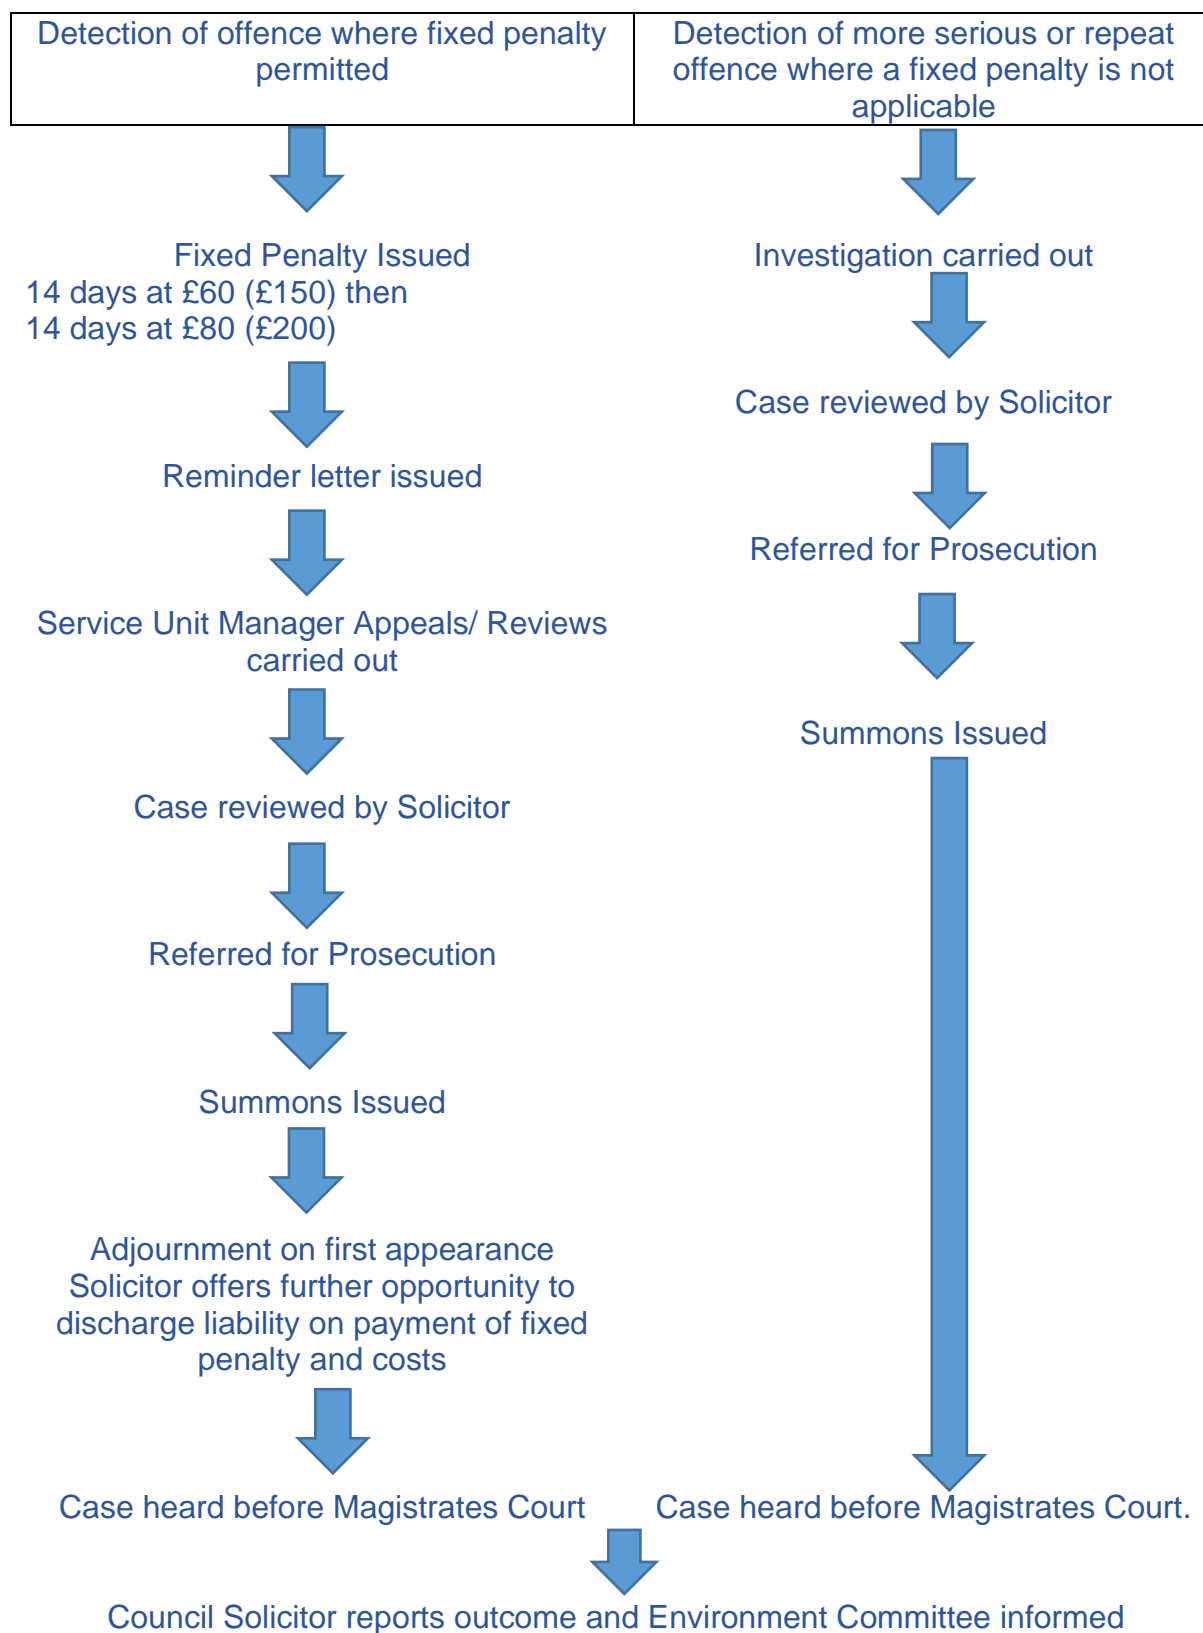 Detection of offence where fixed penalty
permitted
Detection of more serious or repeat
offence where a fixed penalty is not
applicable
Fixed Penalty Issued
14 days at £60 (£150) then
14 days at £80 (£200)
Reminder letter issued
Service Unit Manager Appeals/ Reviews
carried out
Case reviewed by Solicitor
Referred for Prosecution
Summons Issued
Adjournment on first appearance
Solicitor offers further opportunity to
discharge liability on payment of fixed
penalty and costs
Case heard before Magistrates Court
Investigation carried out
Case reviewed by Solicitor
Referred for Prosecution
Summons Issued
Case heard before Magistrates Court.
Council Solicitor reports outcome and Environment Committee informed